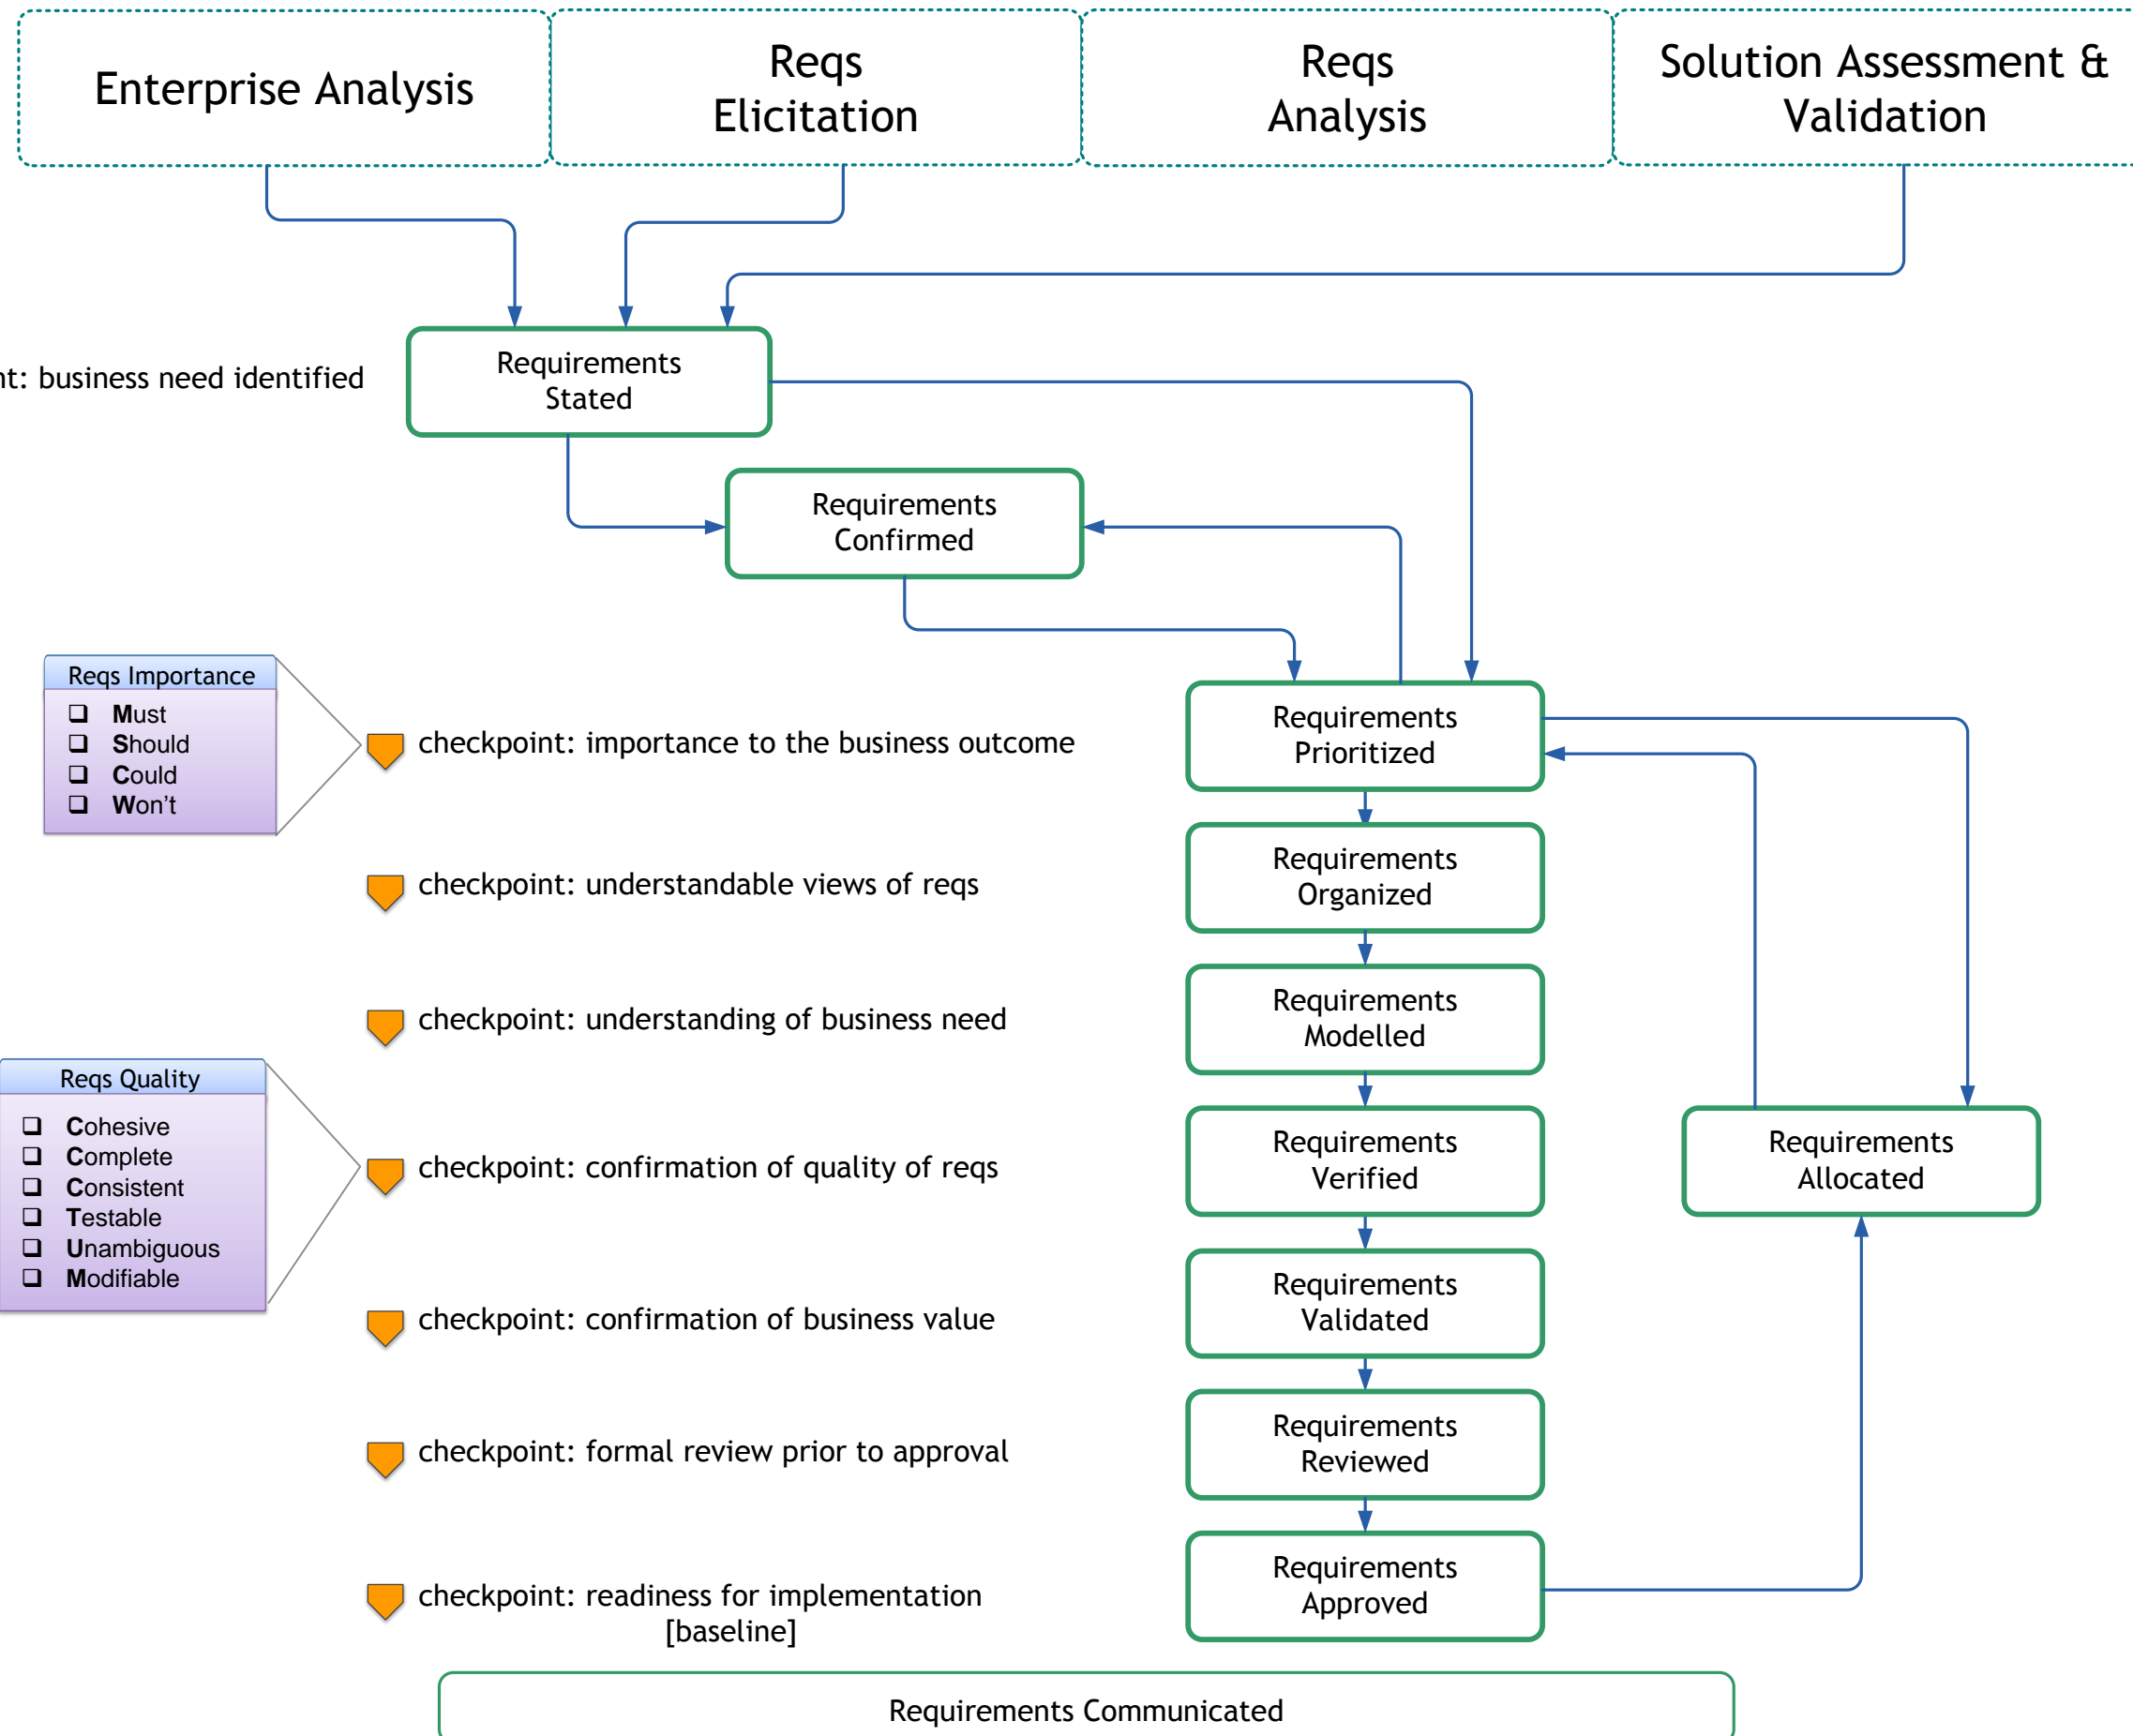 Enterprise Analysis
Reqs
Elicitation
Reqs
Analysis
Solution Assessment &
Validation
business need identified
Requirements
Stated
Requirements
Confirmed
Reqs Importance
Must
Should
Could
Won't
checkpoint: importance to the business outcome
Requirements
Prioritized
checkpoint: understandable views of reqs
Requirements
Organized
checkpoint: understanding of business need
Requirements
Modelled
Reqs Quality
Cohesive
Complete
Consistent
Testable
Unambiguous
Modifiable
checkpoint: confirmation of quality of reqs
Requirements
Verified
Requirements
Allocated
checkpoint: confirmation of business value
Requirements
Validated
checkpoint: formal review prior to approval
Requirements
Reviewed
checkpoint: readiness for implementation
[baseline]
Requirements
Approved
Requirements Communicated